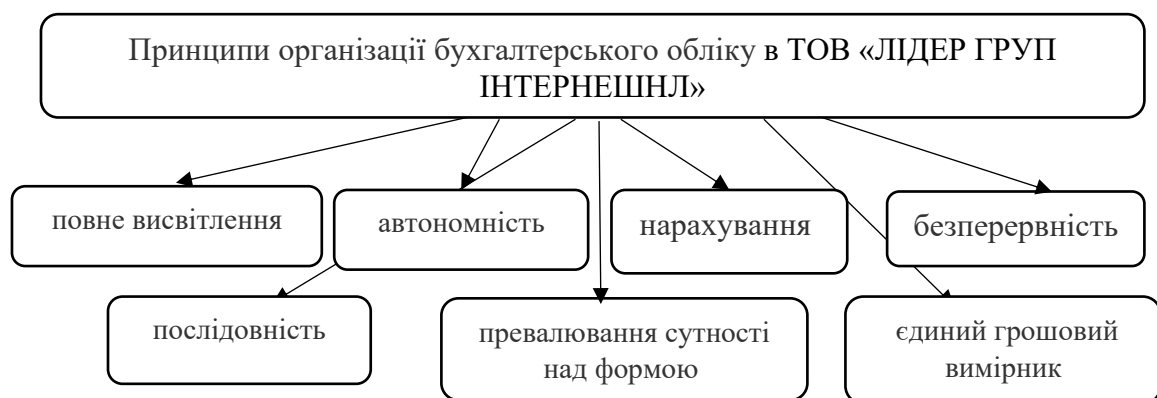 Принципи організації бухгалтерського обліку в ТОВ «ЛІДЕР ГРУП
ІНТЕРНЕШНЛ»
повне висвітлення
автономність
нарахування
безперервність
послідовність
превалювання сутності
над формою
єдиний грошовий
вимірник